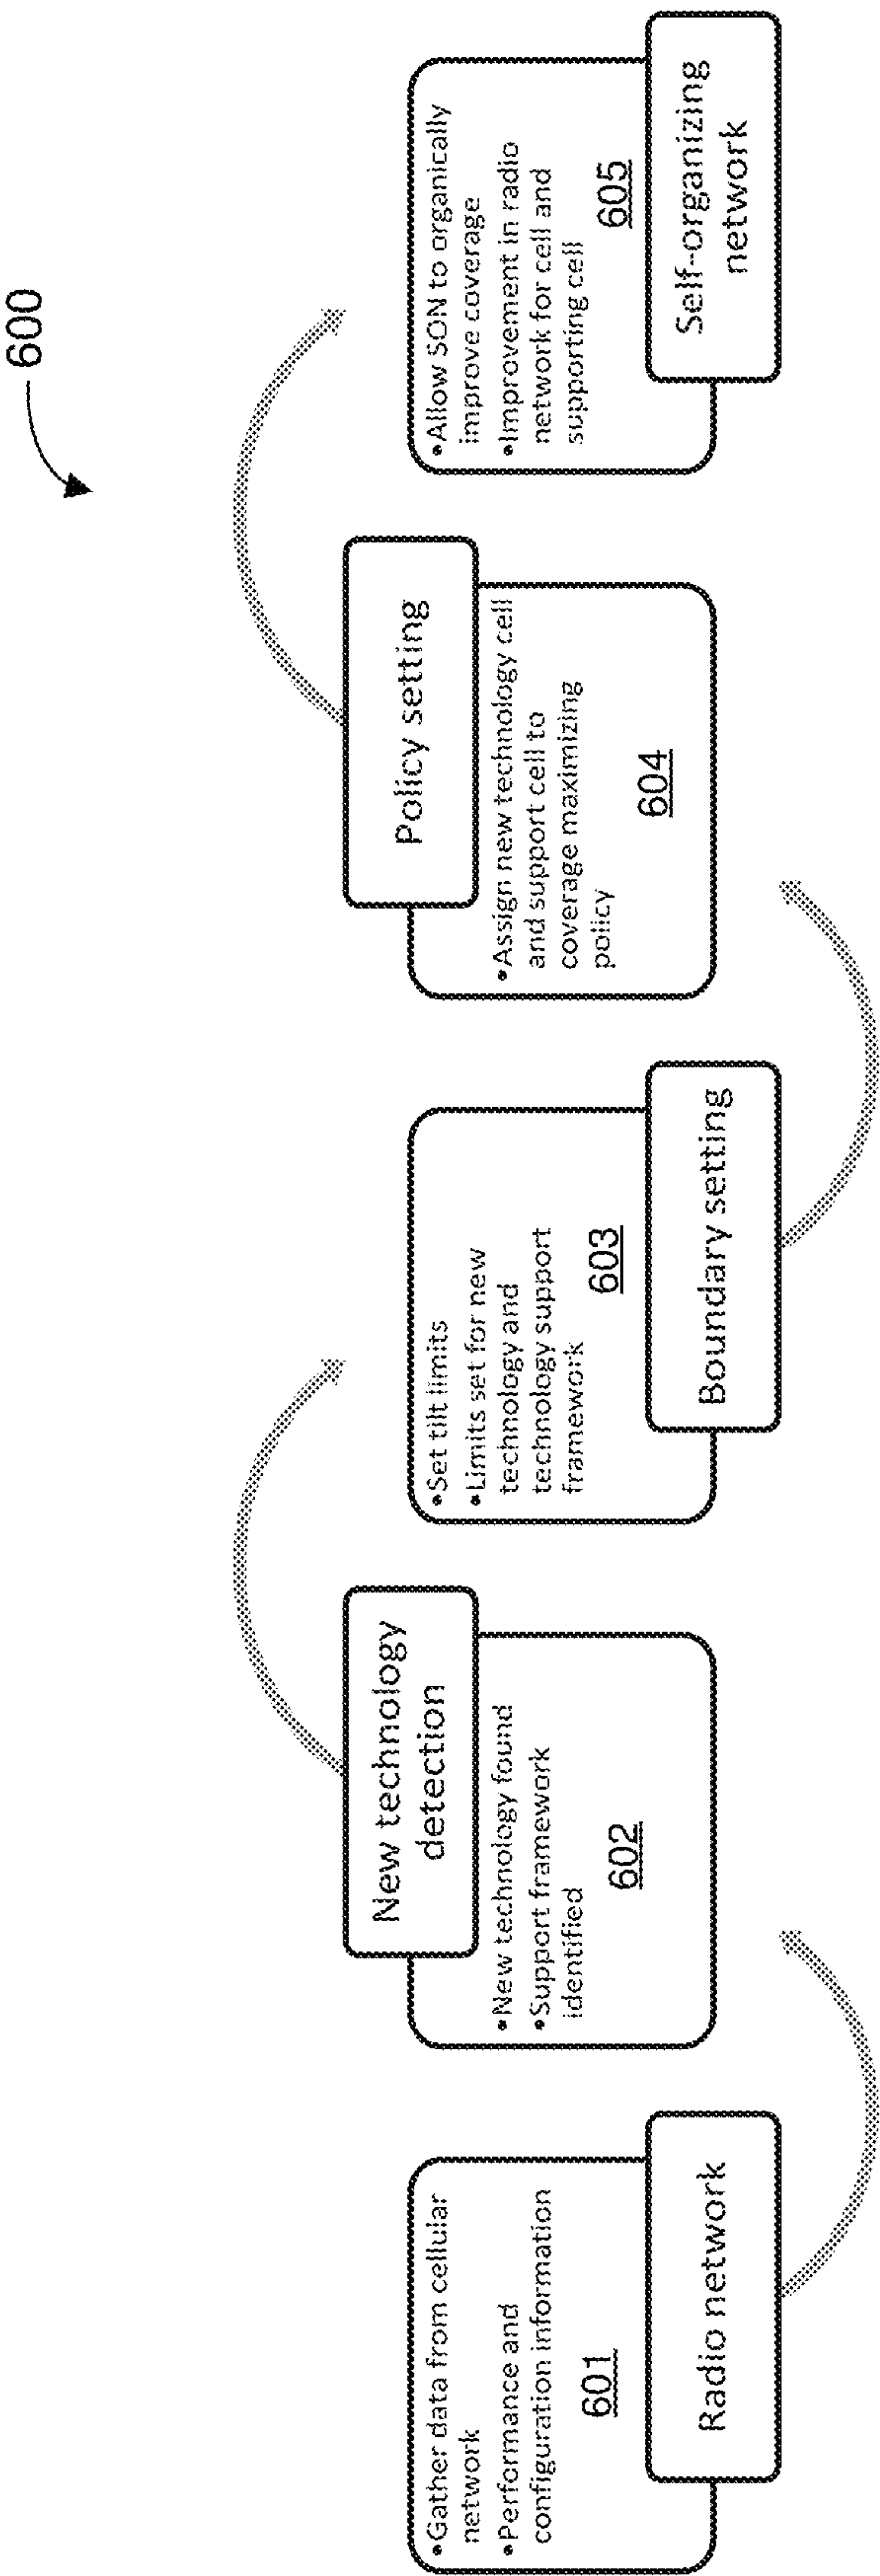 600
•Gather data from cellular
network
•Performance and
configuration information
601
Radio network
New technology
detection
•New technology found
•Support framework
identified
602
•Set tilt limits
•Limits set for new
technology and
technology support
framework
603
Boundary setting
Policy setting
•Assign new technology cell
and support cell to
coverage maximizing
policy
604
•Allow SON to organically
improve coverage
•Improvement in radio
network for cell and
supporting cell
605
Self-organizing
network